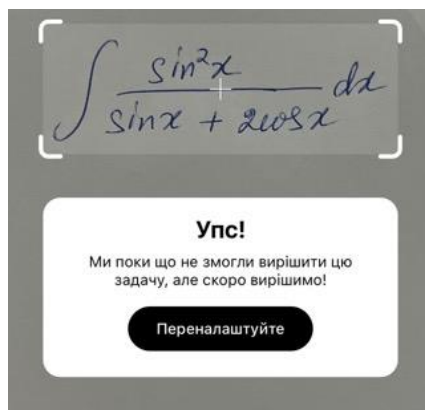 ∫ sin²x / (sinx + 2cosx) dx
Упс!
Ми поки що не змогли вирішити цю
задачу, але скоро вирішимо!
Переналаштуйте